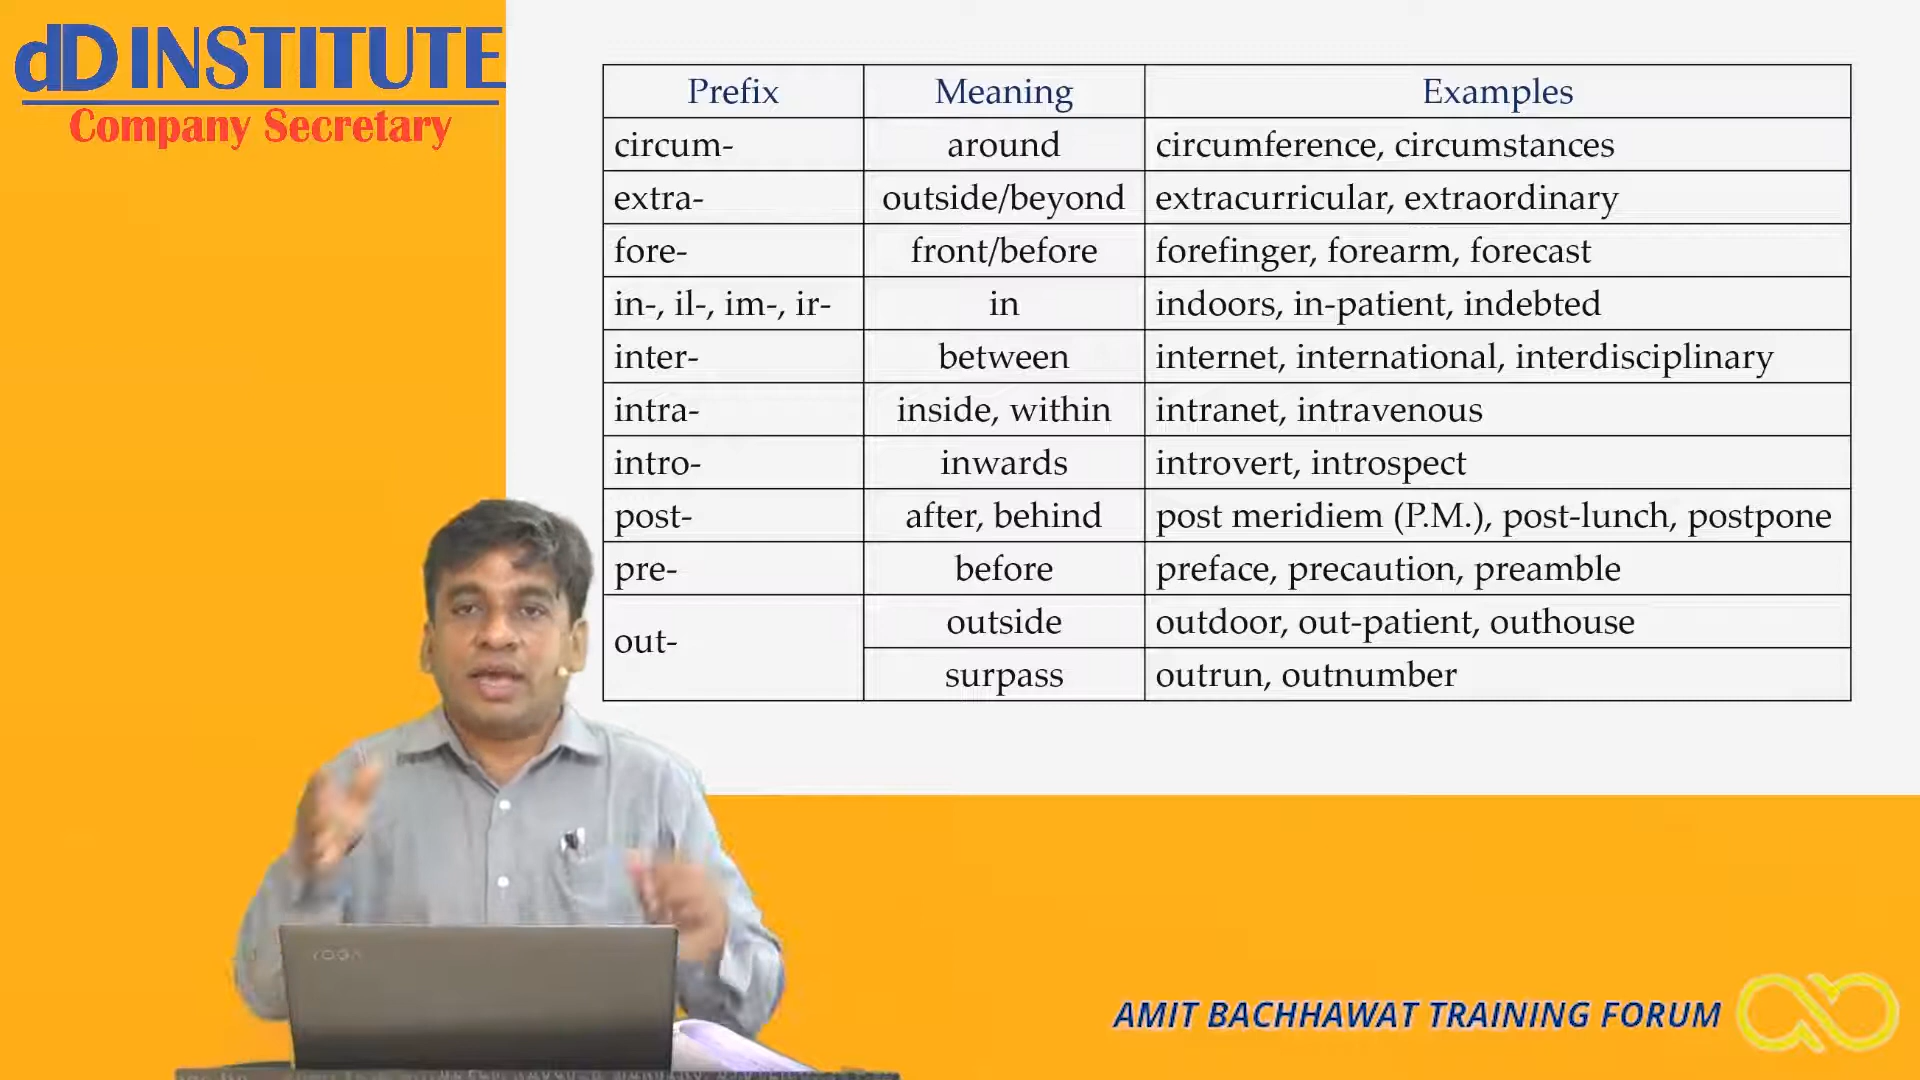 dD INSTITUTE
Company Secretary
Prefix Meaning Examples
circum- around circumference, circumstances
extra- outside/beyond extracurricular, extraordinary
fore- front/before forefinger, forearm, forecast
in-, il-, im-, ir- in indoors, in-patient, indebted
inter- between internet, international, interdisciplinary
intra- inside, within intranet, intravenous
intro- inwards introvert, introspect
post- after, behind post meridiem (P.M.), post-lunch, postpone
pre- before preface, precaution, preamble
out- outside outdoor, out-patient, outhouse
surpass outrun, outnumber
YOGA
AMIT BACHHAWAT TRAINING FORUM